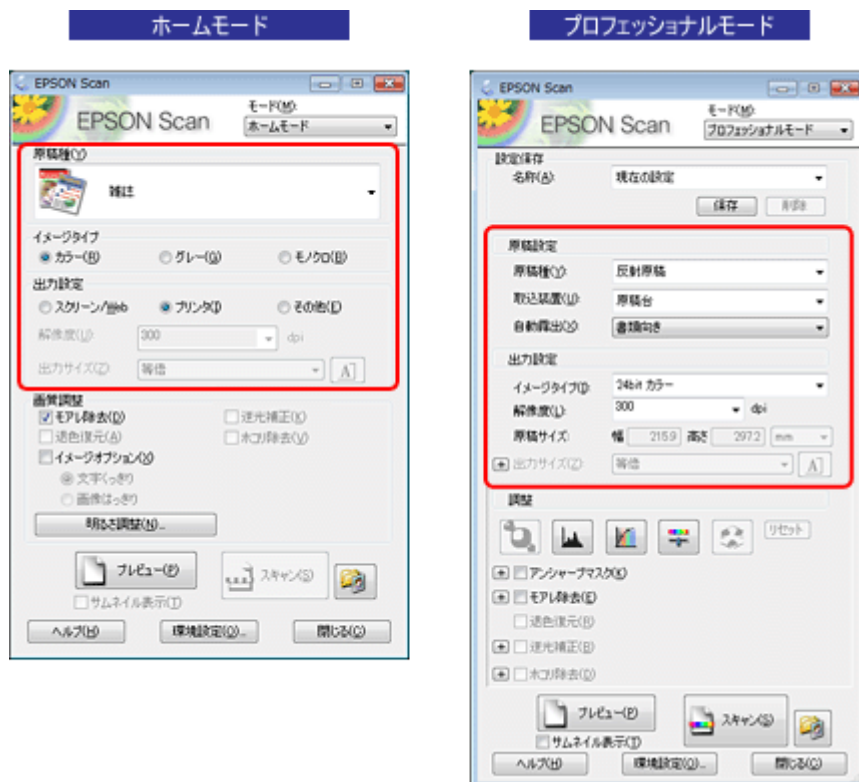 ホームモード
EPSON Scan
EPSON Scan
モード(M):
ホームモード
原稿種(Y)
雑誌
イメージタイプ
カラー(R) グレー(G) モノクロ(B)
出力設定
スクリーン/Web プリンタ(I) その他(E)
解像度(U): 300 dpi
出力サイズ(Z): 等倍
画質調整
モアレ除去(D) 逆光補正(K)
退色復元(A) ホコリ除去(V)
イメージオプション(X)
文字くっきり
画像はっきり
明るさ調整(N)...
プレビュー(P) スキャン(S)
サムネイル表示(T)
ヘルプ(H) 環境設定(O)... 閉じる(C)
プロフェッショナルモード
EPSON Scan
EPSON Scan
モード(M):
プロフェッショナルモード
設定保存
名称(A): 現在の設定
保存 削除
原稿設定
原稿種(Y): 反射原稿
取込装置(U): 原稿台
自動露出(X): 書類向き
出力設定
イメージタイプ(I): 24bit カラー
解像度(L): 300 dpi
原稿サイズ: 幅 215.9 高さ 297.2 mm
出力サイズ(Z): 等倍
調整
リセット
アンシャープマスク(K)
モアレ除去(E)
退色復元(R)
逆光補正(B)
ホコリ除去(D)
プレビュー(P) スキャン(S)
サムネイル表示(T)
ヘルプ(H) 環境設定(O)... 閉じる(C)